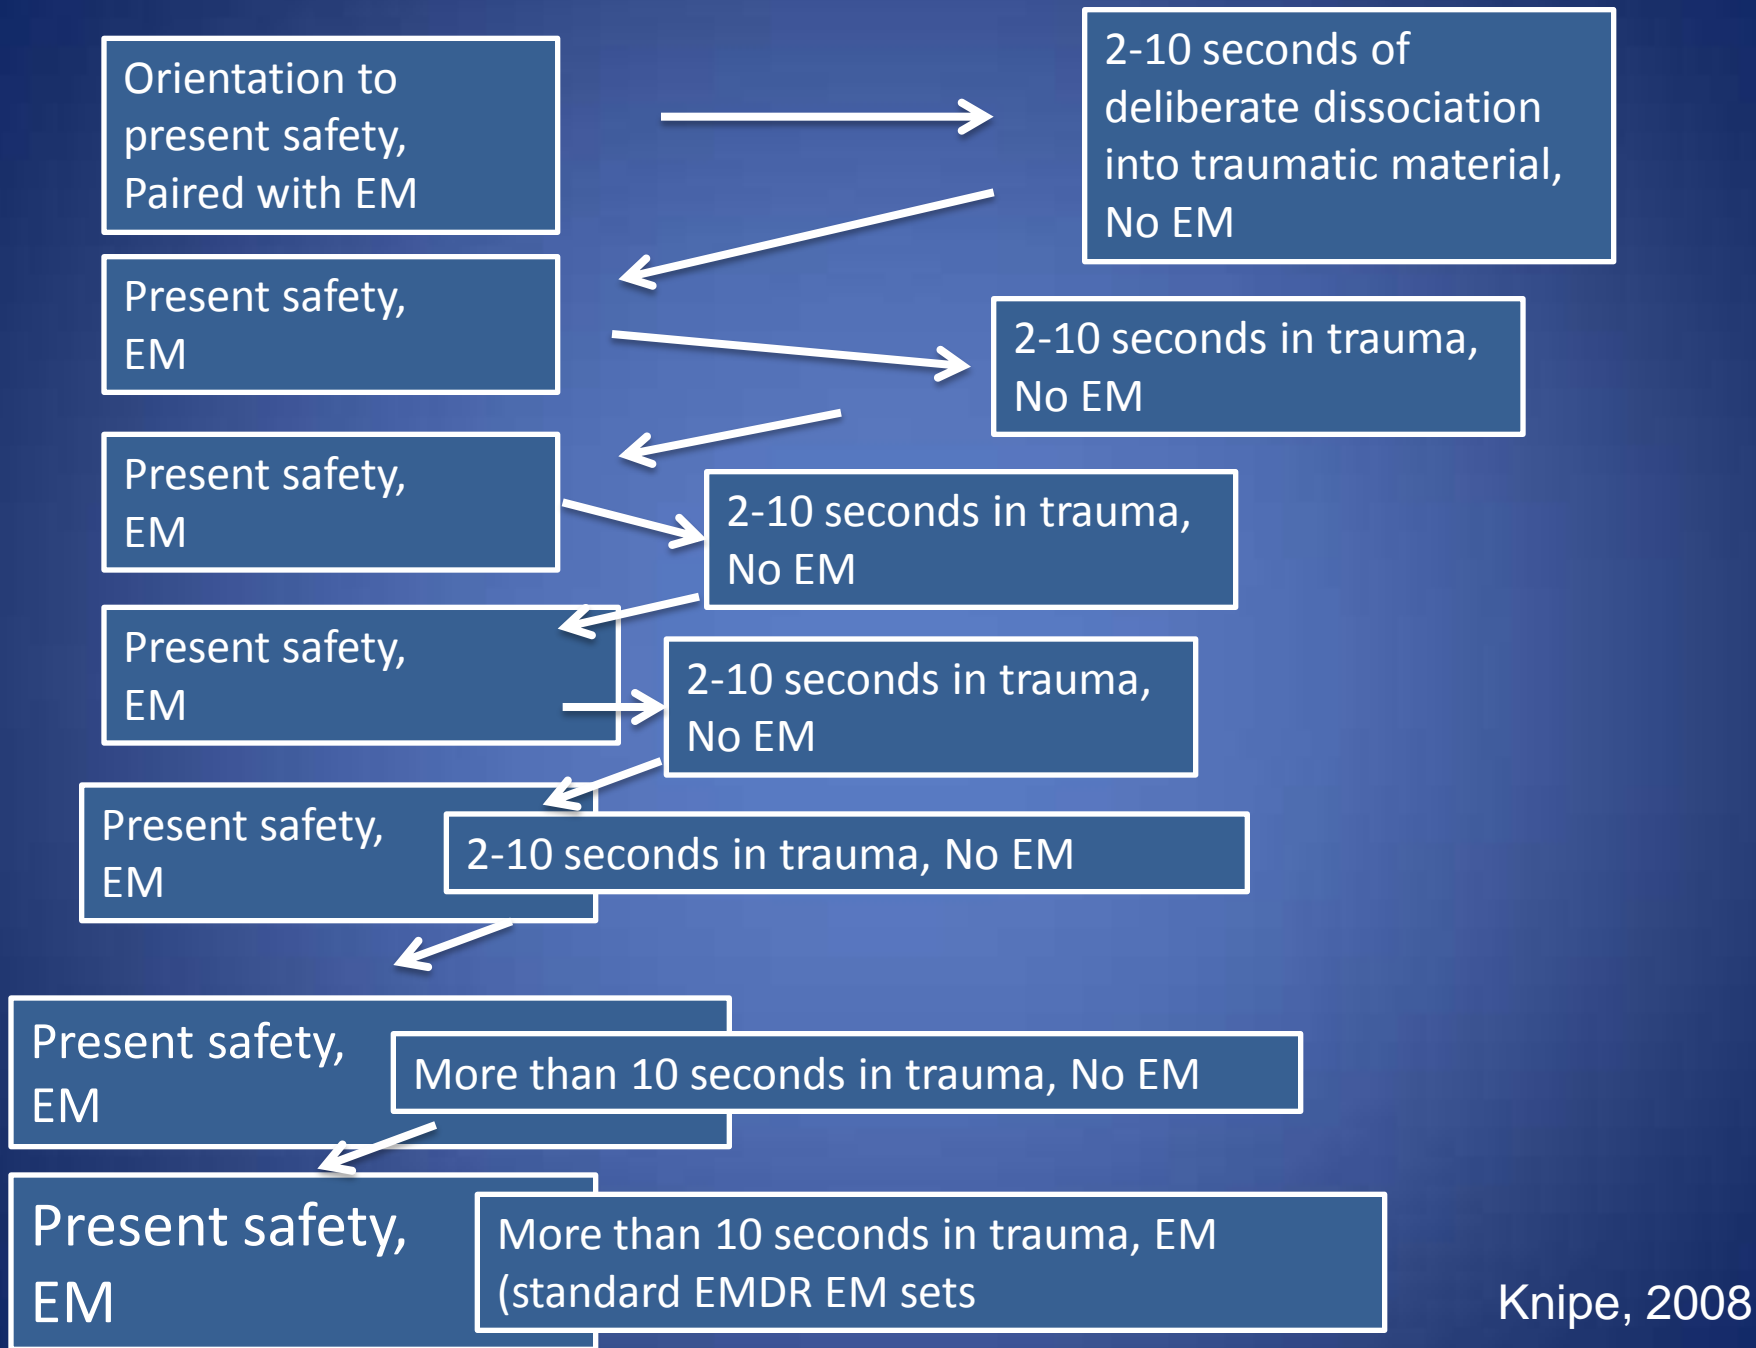 Orientation to
present safety,
Paired with EM
2-10 seconds of
deliberate dissociation
into traumatic material,
No EM
Present safety,
EM
2-10 seconds in trauma,
No EM
Present safety,
EM
2-10 seconds in trauma,
No EM
Present safety,
EM
2-10 seconds in trauma,
No EM
Present safety,
EM
2-10 seconds in trauma, No EM
Present safety,
EM
More than 10 seconds in trauma, No EM
Present safety,
EM
More than 10 seconds in trauma, EM
(standard EMDR EM sets
Knipe, 2008